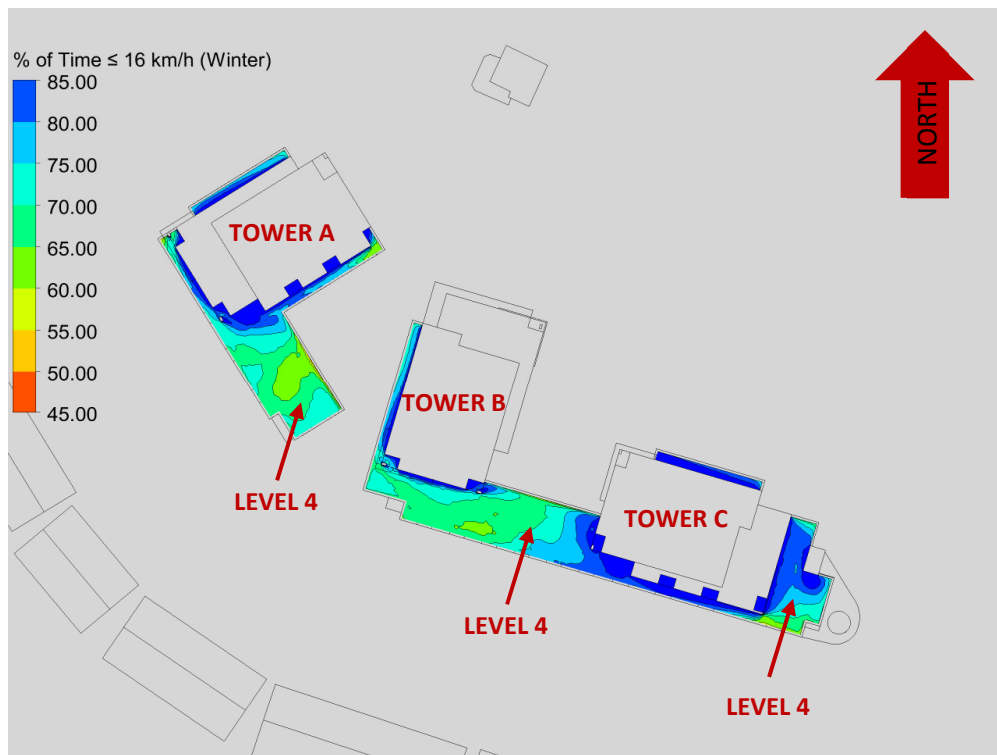 % of Time ≤ 16 km/h (Winter)
85.00
80.00
75.00
70.00
65.00
60.00
55.00
50.00
45.00
NORTH
TOWER A
TOWER B
TOWER C
LEVEL 4
LEVEL 4
LEVEL 4